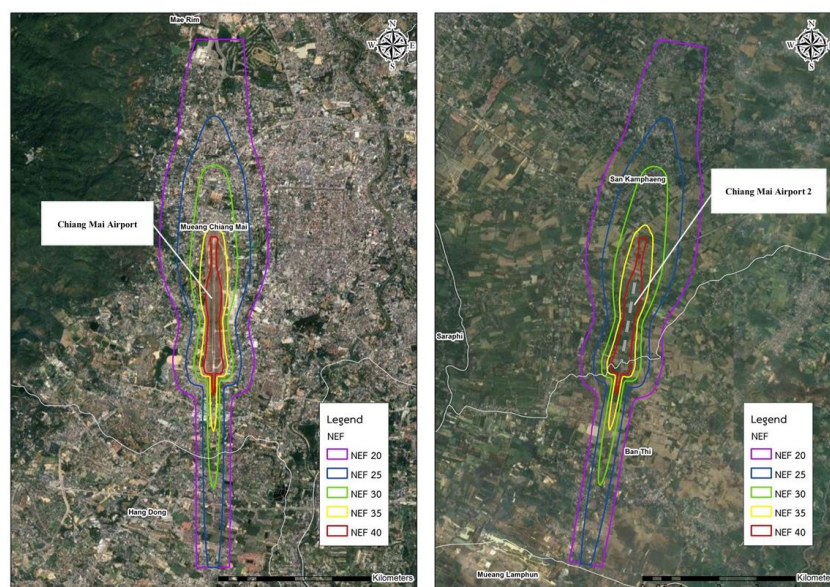 Mae Rim
N
W
E
S
Chiang Mai Airport
Mueang Chiang Mai
Hang Dong
Legend
NEF
NEF 20
NEF 25
NEF 30
NEF 35
NEF 40
Kilometers
N
W
E
S
San Kamphaeng
Chiang Mai Airport 2
Saraphi
Ban Thi
Mueang Lamphun
Legend
NEF
NEF 20
NEF 25
NEF 30
NEF 35
NEF 40
Kilometers